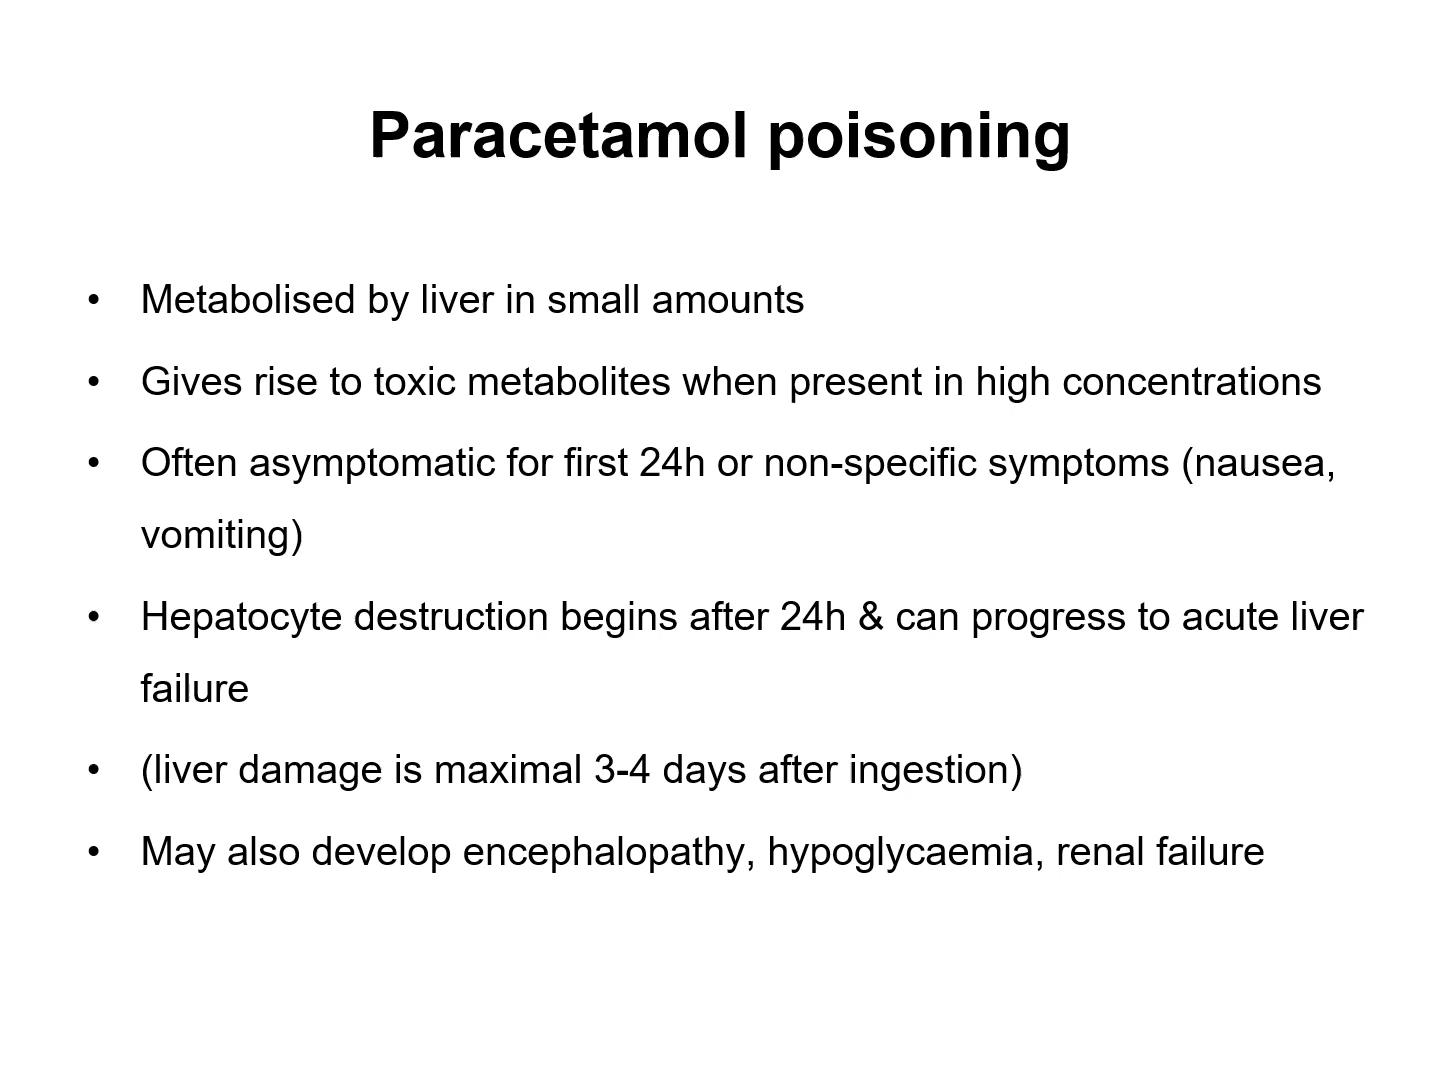 Paracetamol poisoning
• Metabolised by liver in small amounts
• Gives rise to toxic metabolites when present in high concentrations
• Often asymptomatic for first 24h or non-specific symptoms (nausea,
vomiting)
• Hepatocyte destruction begins after 24h & can progress to acute liver
failure
• (liver damage is maximal 3-4 days after ingestion)
• May also develop encephalopathy, hypoglycaemia, renal failure